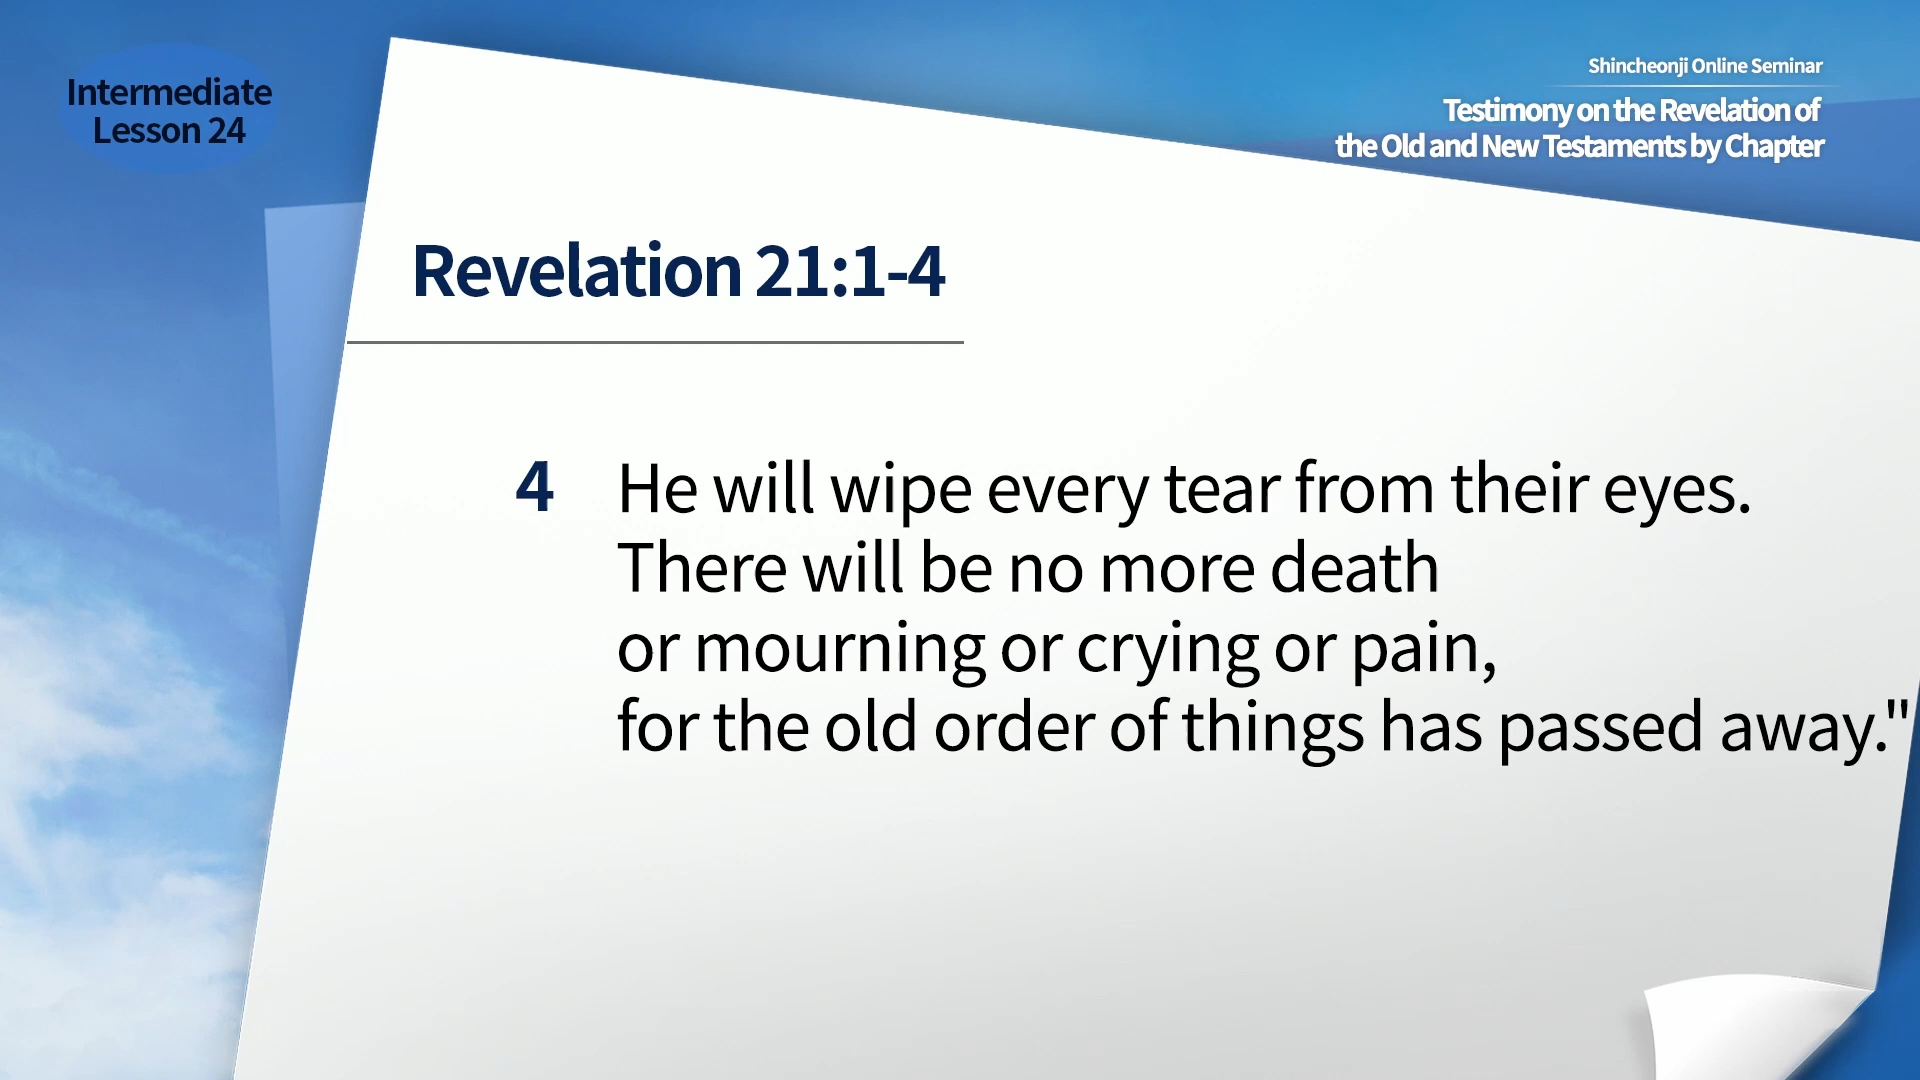 Intermediate
Lesson 24
Shincheonji Online Seminar
Testimony on the Revelation of
the Old and New Testaments by Chapter
Revelation 21:1-4
4 He will wipe every tear from their eyes.
There will be no more death
or mourning or crying or pain,
for the old order of things has passed away."